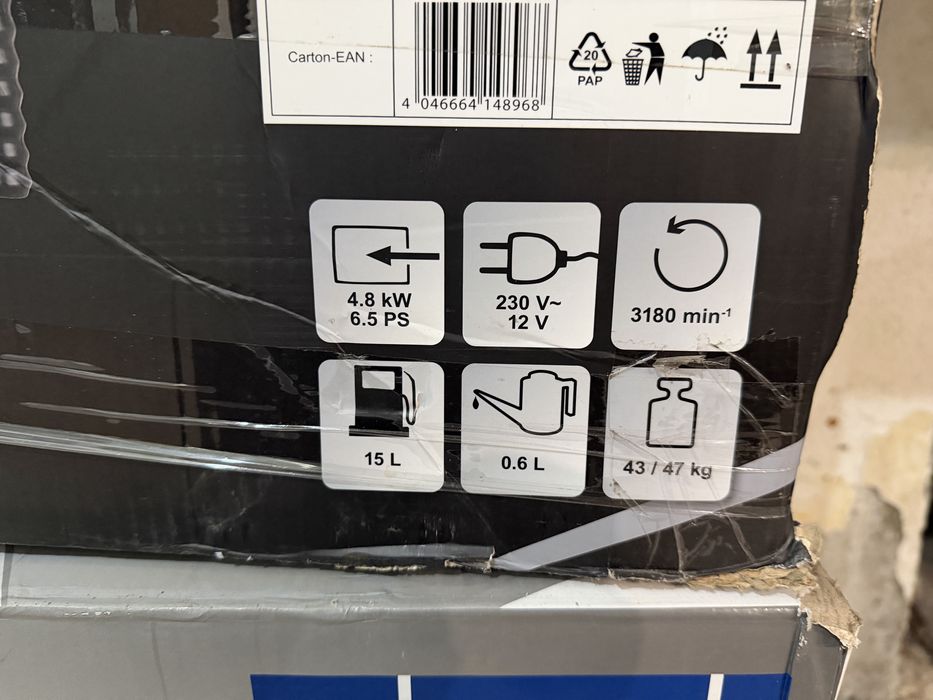 Carton-EAN :
4 046664 148968
20
PAP
4.8 kW
6.5 PS
230 V~
12 V
3180 min⁻¹
15 L
0.6 L
43 / 47 kg